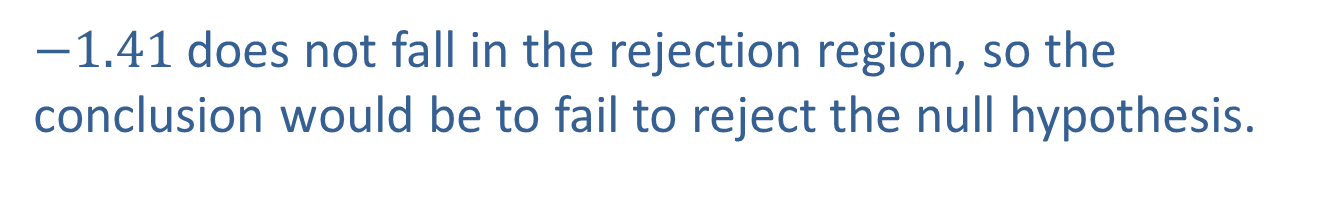 −1.41 does not fall in the rejection region, so the
conclusion would be to fail to reject the null hypothesis.